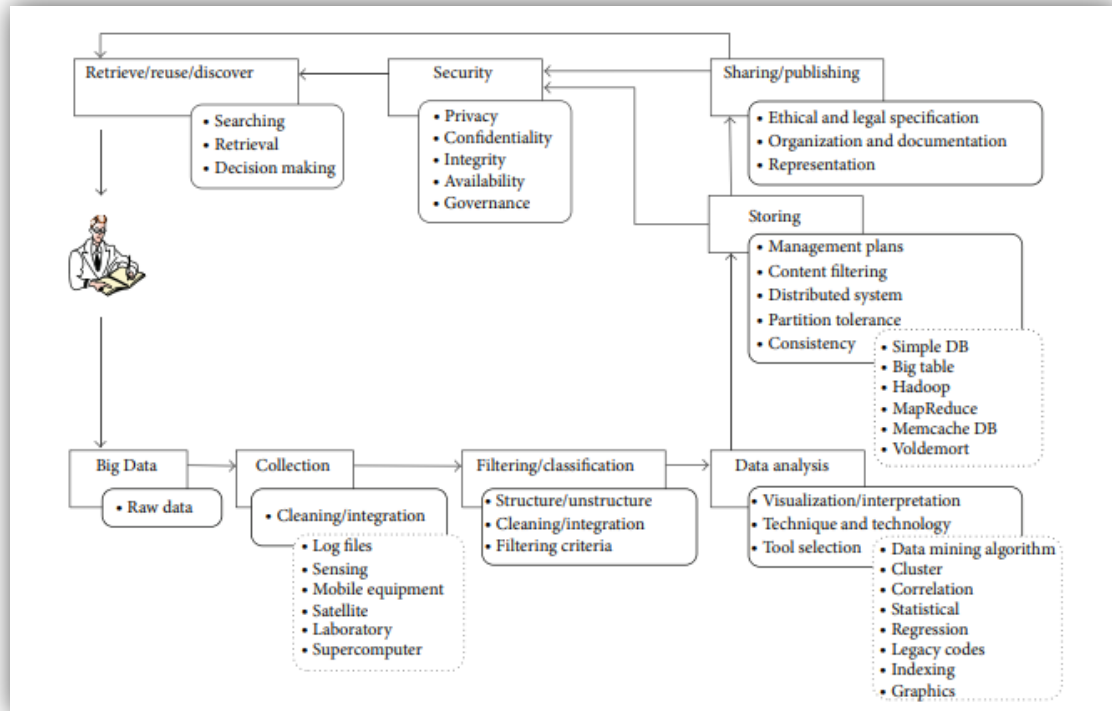 Retrieve/reuse/discover
• Searching
• Retrieval
• Decision making
Security
• Privacy
• Confidentiality
• Integrity
• Availability
• Governance
Sharing/publishing
• Ethical and legal specification
• Organization and documentation
• Representation
Storing
• Management plans
• Content filtering
• Distributed system
• Partition tolerance
• Consistency
• Simple DB
• Big table
• Hadoop
• MapReduce
• Memcache DB
• Voldemort
Big Data
• Raw data
Collection
• Cleaning/integration
• Log files
• Sensing
• Mobile equipment
• Satellite
• Laboratory
• Supercomputer
Filtering/classification
• Structure/unstructure
• Cleaning/integration
• Filtering criteria
Data analysis
• Visualization/interpretation
• Technique and technology
• Tool selection
• Data mining algorithm
• Cluster
• Correlation
• Statistical
• Regression
• Legacy codes
• Indexing
• Graphics